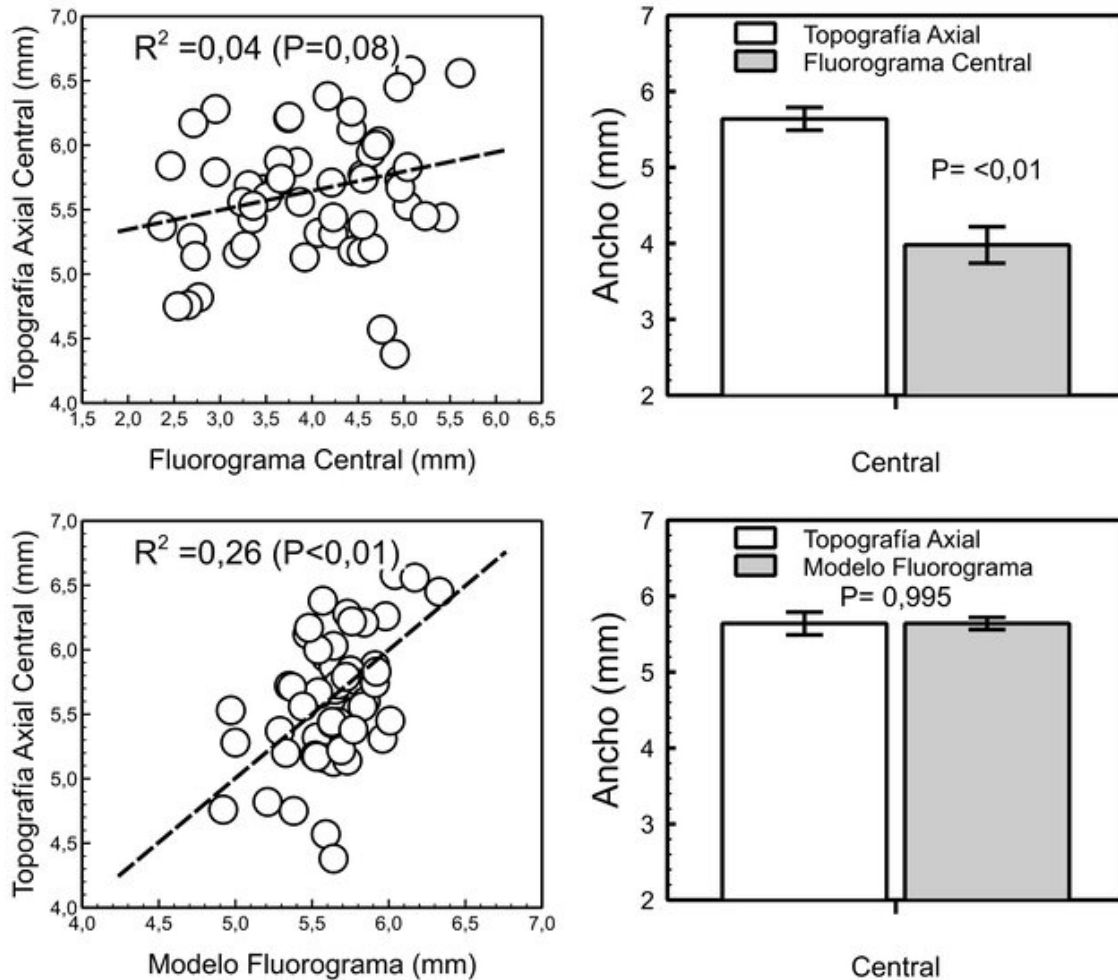 R² =0,04 (P=0,08)
Topografía Axial Central (mm)
7,0
6,5
6,0
5,5
5,0
4,5
4,0
1,5 2,0 2,5 3,0 3,5 4,0 4,5 5,0 5,5 6,0 6,5
Fluorograma Central (mm)
Topografía Axial
Fluorograma Central
P= <0,01
Ancho (mm)
7
6
5
4
3
2
Central
R² =0,26 (P<0,01)
Topografía Axial Central (mm)
7,0
6,5
6,0
5,5
5,0
4,5
4,0
4,0 4,5 5,0 5,5 6,0 6,5 7,0
Modelo Fluorograma (mm)
Topografía Axial
Modelo Fluorograma
P= 0,995
Ancho (mm)
7
6
5
4
3
2
Central